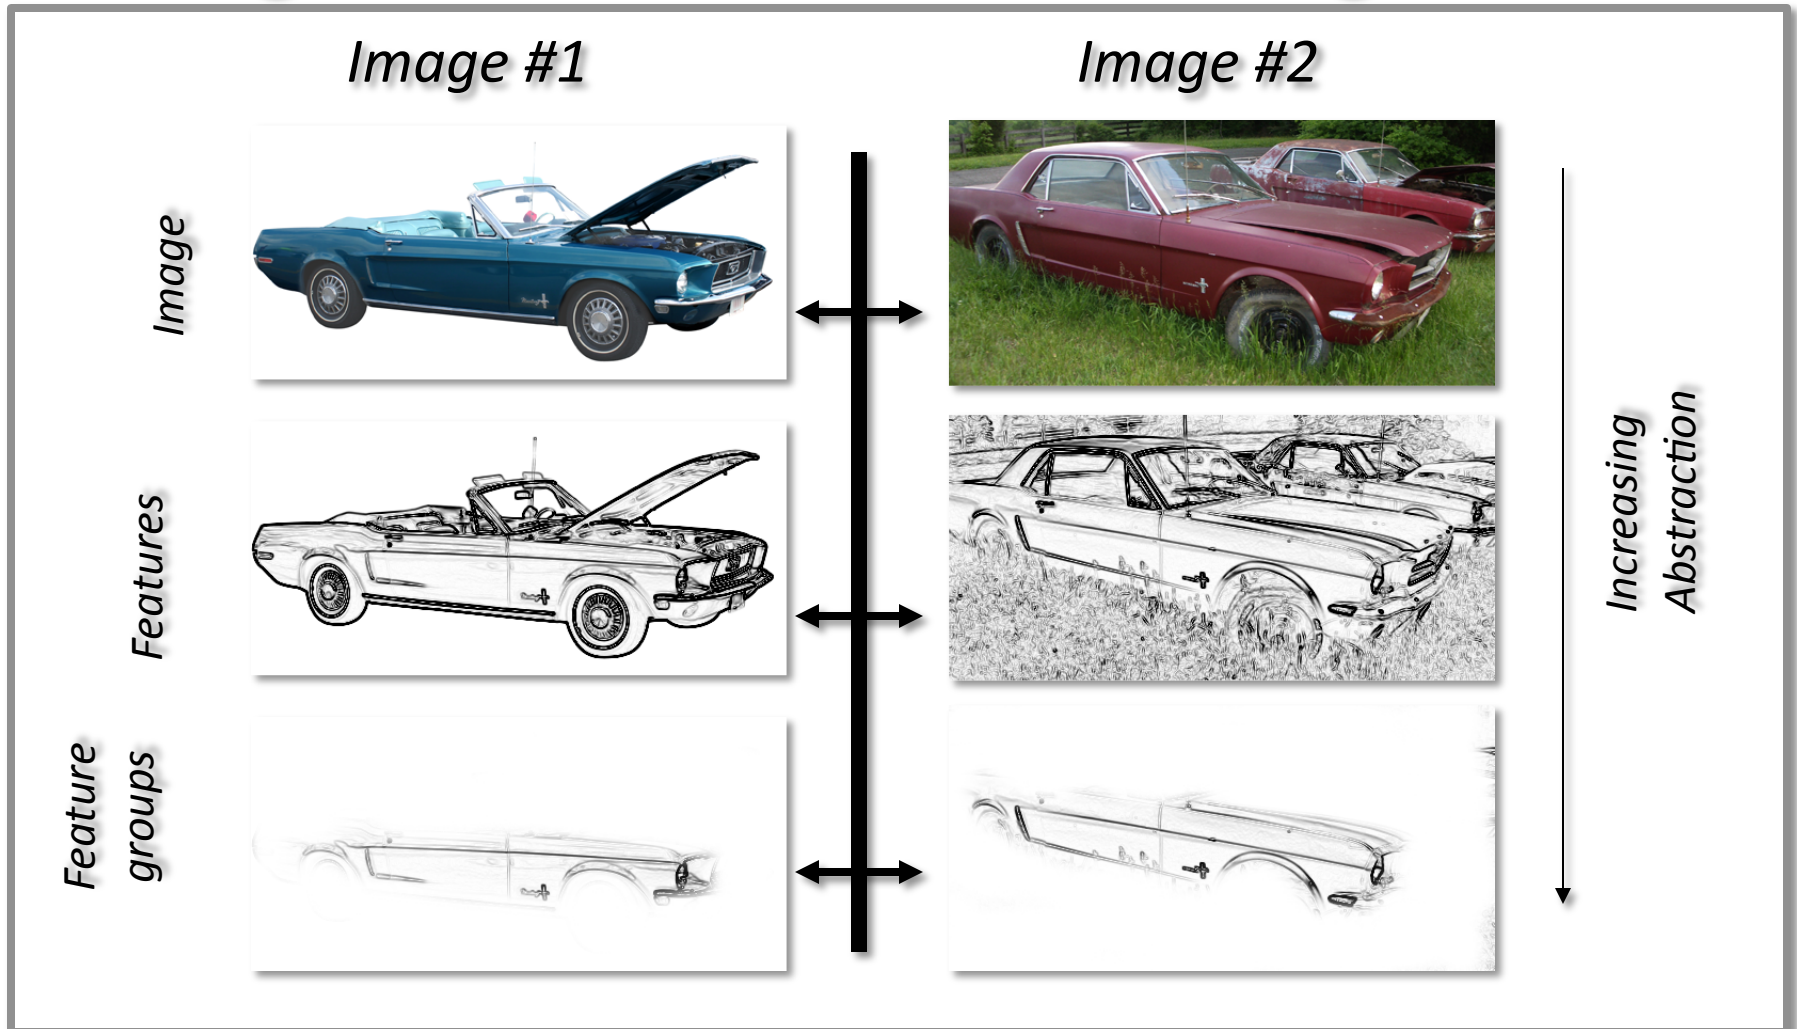 Image #1
Image #2
Image
Features
Feature
groups
Increasing
Abstraction